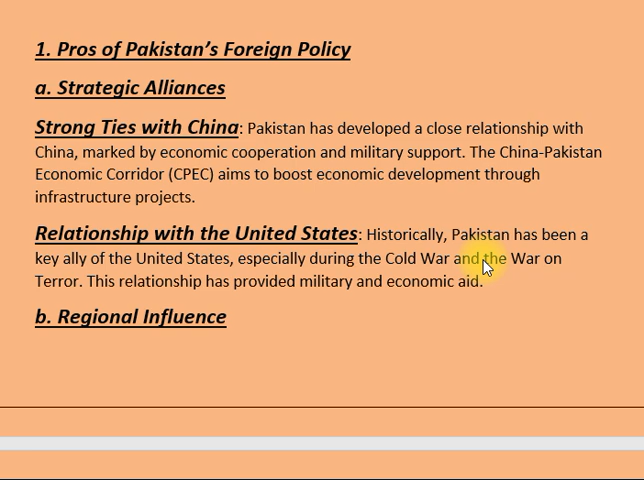 1. Pros of Pakistan’s Foreign Policy
a. Strategic Alliances
Strong Ties with China: Pakistan has developed a close relationship with
China, marked by economic cooperation and military support. The China-Pakistan
Economic Corridor (CPEC) aims to boost economic development through
infrastructure projects.
Relationship with the United States: Historically, Pakistan has been a
key ally of the United States, especially during the Cold War and the War on
Terror. This relationship has provided military and economic aid.
b. Regional Influence